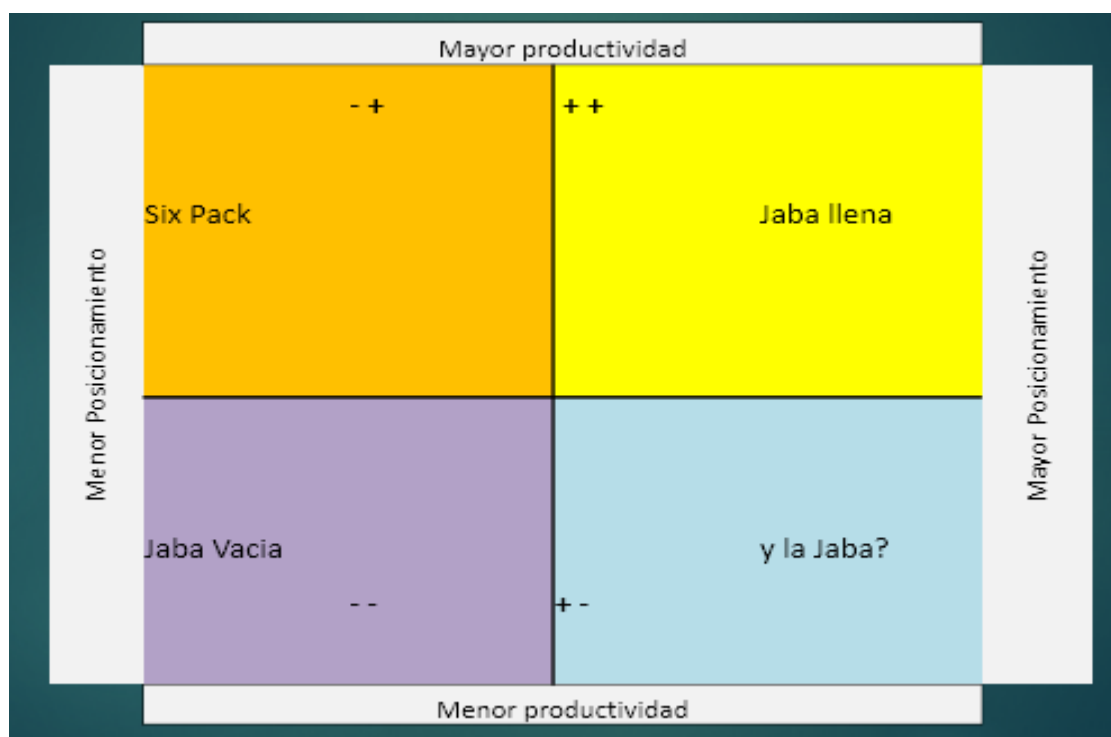 Mayor productividad
- + + +
Six Pack Jaba llena
Menor Posicionamiento
Mayor Posicionamiento
Jaba Vacia y la Jaba?
- - + -
Menor productividad